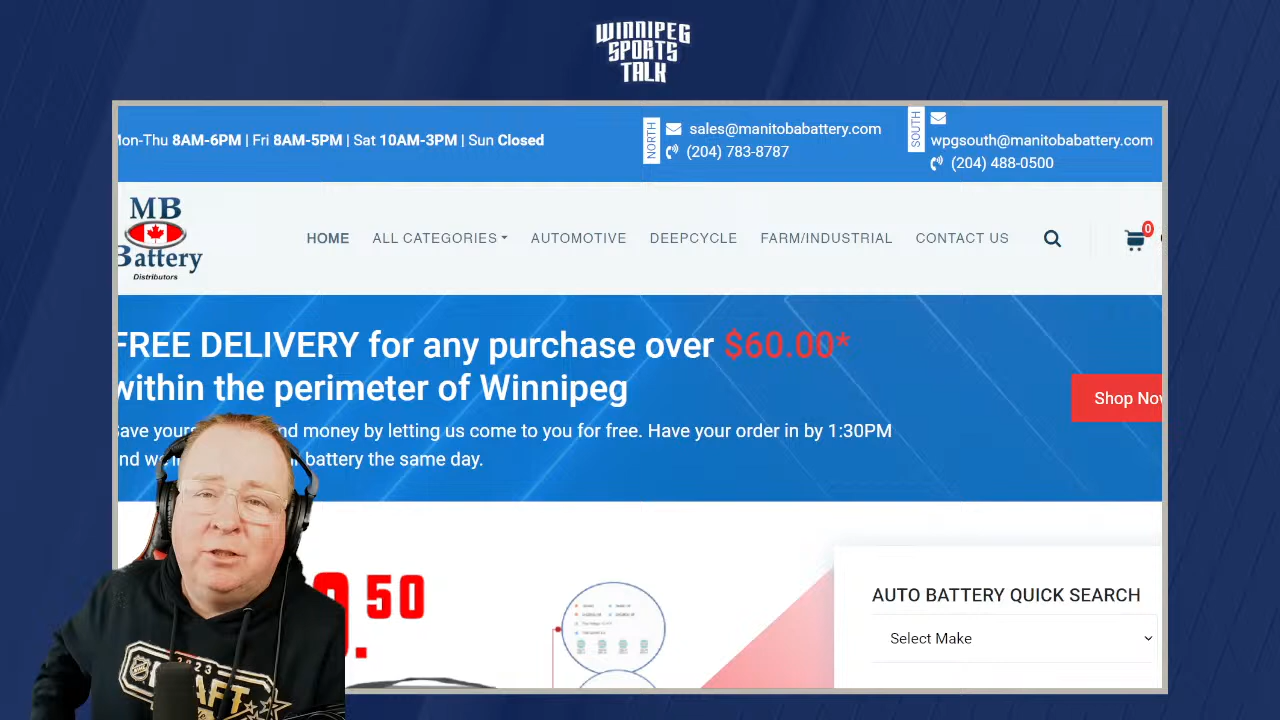 WINNIPEG
SPORTS
TALK
Mon-Thu 8AM-6PM | Fri 8AM-5PM | Sat 10AM-3PM | Sun Closed
NORTH
sales@manitobabattery.com
(204) 783-8787
SOUTH
wpgsouth@manitobabattery.com
(204) 488-0500
MB
Battery
Distributors
HOME
ALL CATEGORIES
AUTOMOTIVE
DEEPCYCLE
FARM/INDUSTRIAL
CONTACT US
0
FREE DELIVERY for any purchase over $60.00*
within the perimeter of Winnipeg
Shop Now
and money by letting us come to you for free. Have your order in by 1:30PM
battery the same day.
.50
AUTO BATTERY QUICK SEARCH
Select Make
NHL
2023